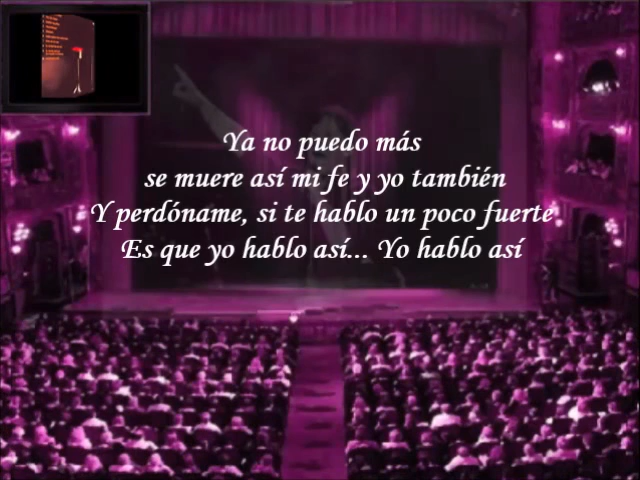 Ya no puedo más
se muere así mi fe y yo también
Y perdóname, si te hablo un poco fuerte
Es que yo hablo así... Yo hablo así